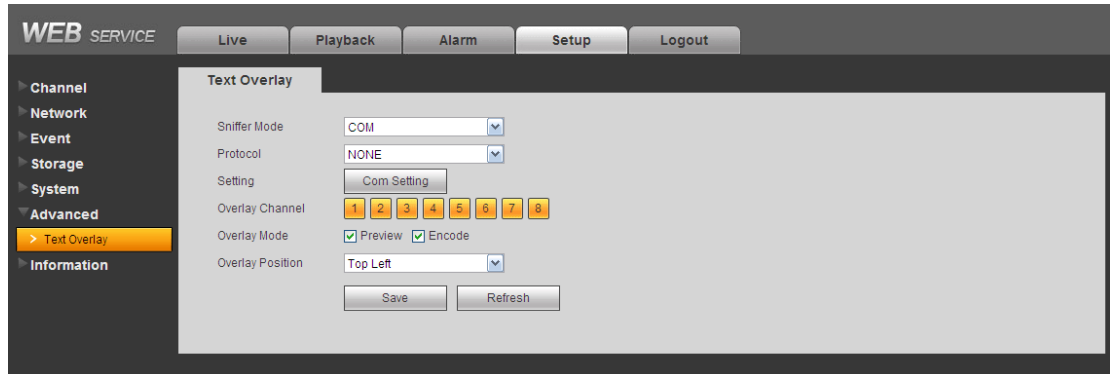 WEB SERVICE
Live Playback Alarm Setup Logout
Channel
Network
Event
Storage
System
Advanced
> Text Overlay
Information
Text Overlay
Sniffer Mode COM
Protocol NONE
Setting Com Setting
Overlay Channel 1 2 3 4 5 6 7 8
Overlay Mode Preview Encode
Overlay Position Top Left
Save Refresh